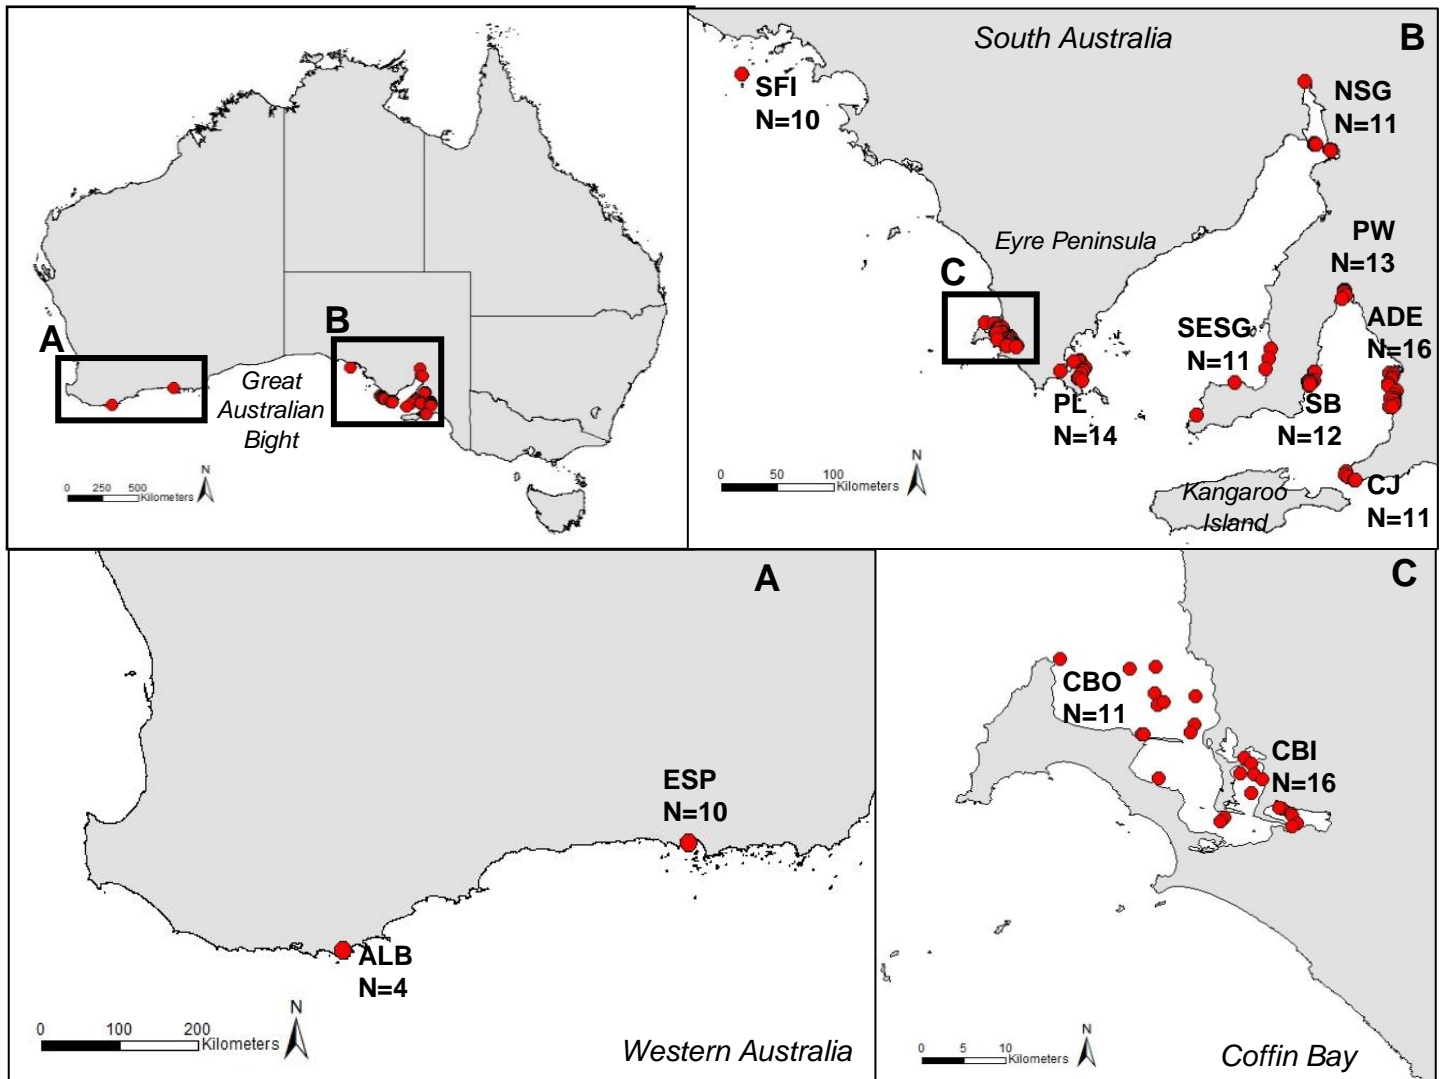 A
B
Great
Australian
Bight
N
0 250 500
Kilometers
South Australia
B
SFI
N=10
NSG
N=11
Eyre Peninsula
PW
N=13
C
ADE
N=16
SESG
N=11
PL
N=14
SB
N=12
N
0 50 100
Kilometers
Kangaroo
Island
CJ
N=11
A
ESP
N=10
ALB
N=4
N
0 100 200
Kilometers
Western Australia
C
CBO
N=11
CBI
N=16
N
0 5 10
Kilometers
Coffin Bay